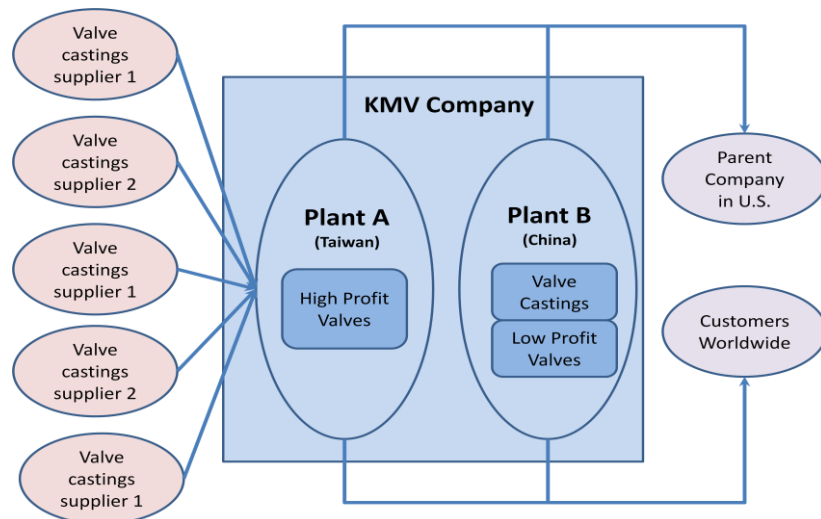 Valve
castings
supplier 1
Valve
castings
supplier 2
Valve
castings
supplier 1
Valve
castings
supplier 2
Valve
castings
supplier 1
KMV Company
Plant A
(Taiwan)
High Profit
Valves
Plant B
(China)
Valve
Castings
Low Profit
Valves
Parent
Company
in U.S.
Customers
Worldwide